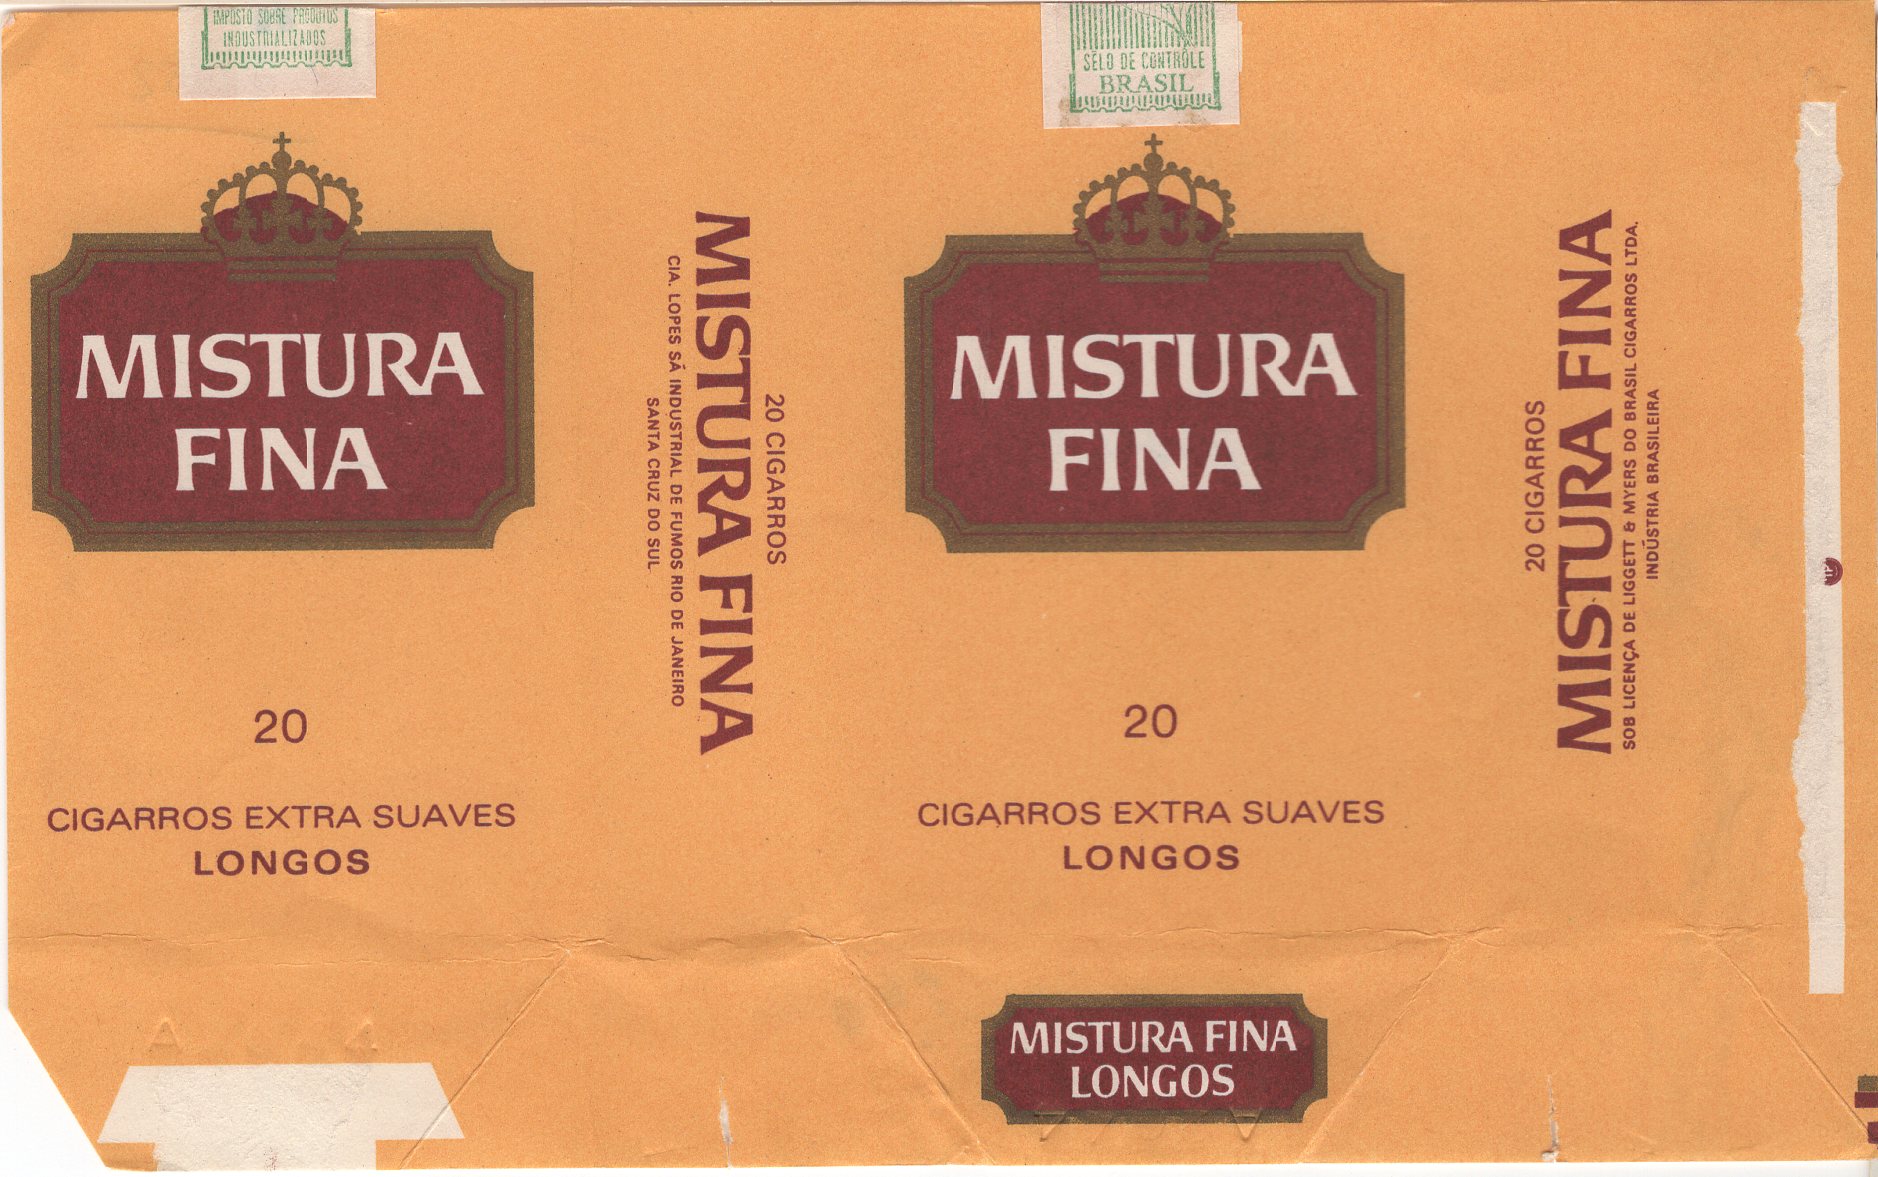 IMPOSTO SOBRE PRODUTOS
INDUSTRIALIZADOS
MISTURA
FINA
20
CIGARROS EXTRA SUAVES
LONGOS
20 CIGARROS
MISTURA FINA
CIA. LOPES SÁ INDUSTRIAL DE FUMOS RIO DE JANEIRO
SANTA CRUZ DO SUL
SÊLO DE CONTRÔLE
BRASIL
MISTURA
FINA
20
CIGARROS EXTRA SUAVES
LONGOS
MISTURA FINA
LONGOS
20 CIGARROS
MISTURA FINA
SOB LICENÇA DE LIGGETT & MYERS DO BRASIL CIGARROS LTDA.
INDÚSTRIA BRASILEIRA